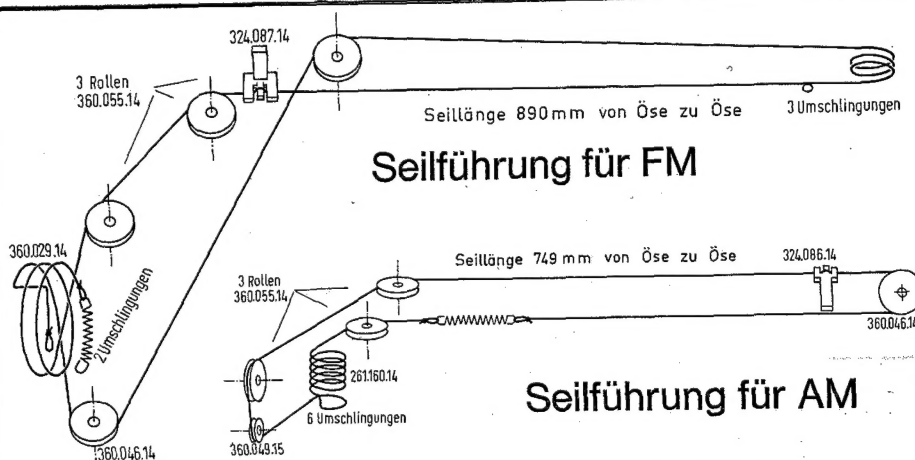 324.087.14
3 Rollen
360.055.14
3 Umschlingungen
Seillänge 890mm von Öse zu Öse
Seilführung für FM
360.029.14
2 Umschlingungen
360.046.14
Seillänge 749 mm von Öse zu Öse
324.086.14
3 Rollen
360.055.14
360.046.14
261.160.14
6 Umschlingungen
360.049.15
Seilführung für AM